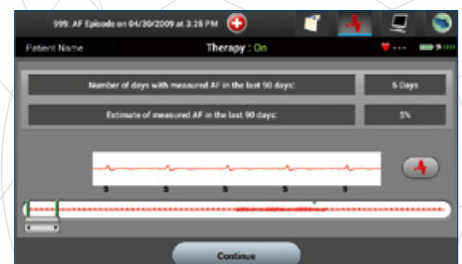 999: AF Episode on 04/30/2009 at 3:25 PM
Patient Name
Therapy : On
Number of days with measured AF in the last 90 days:
5 Days
Estimate of measured AF in the last 90 days:
5%
S S S S S
Continue